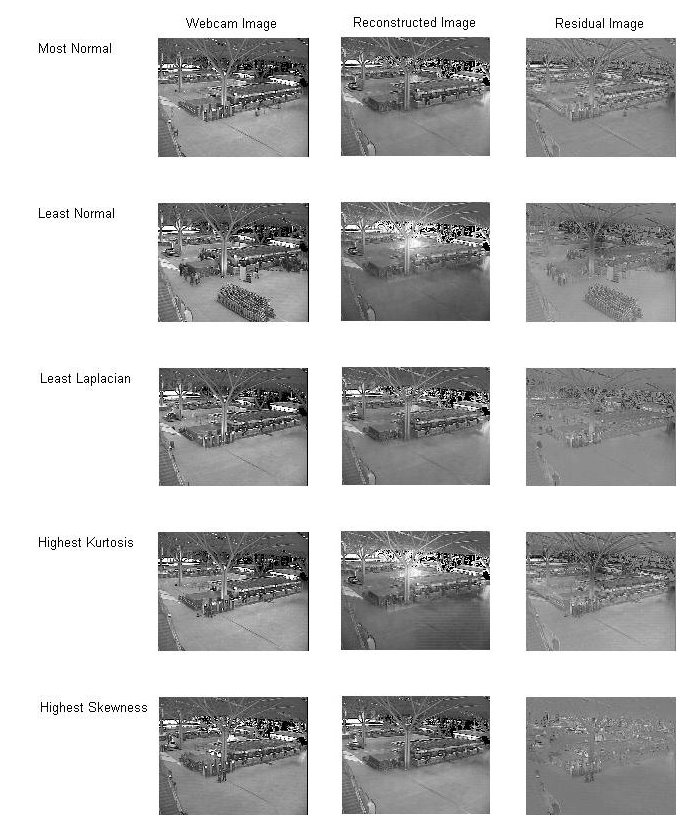 Webcam Image Reconstructed Image Residual Image
Most Normal
Least Normal
Least Laplacian
Highest Kurtosis
Highest Skewness